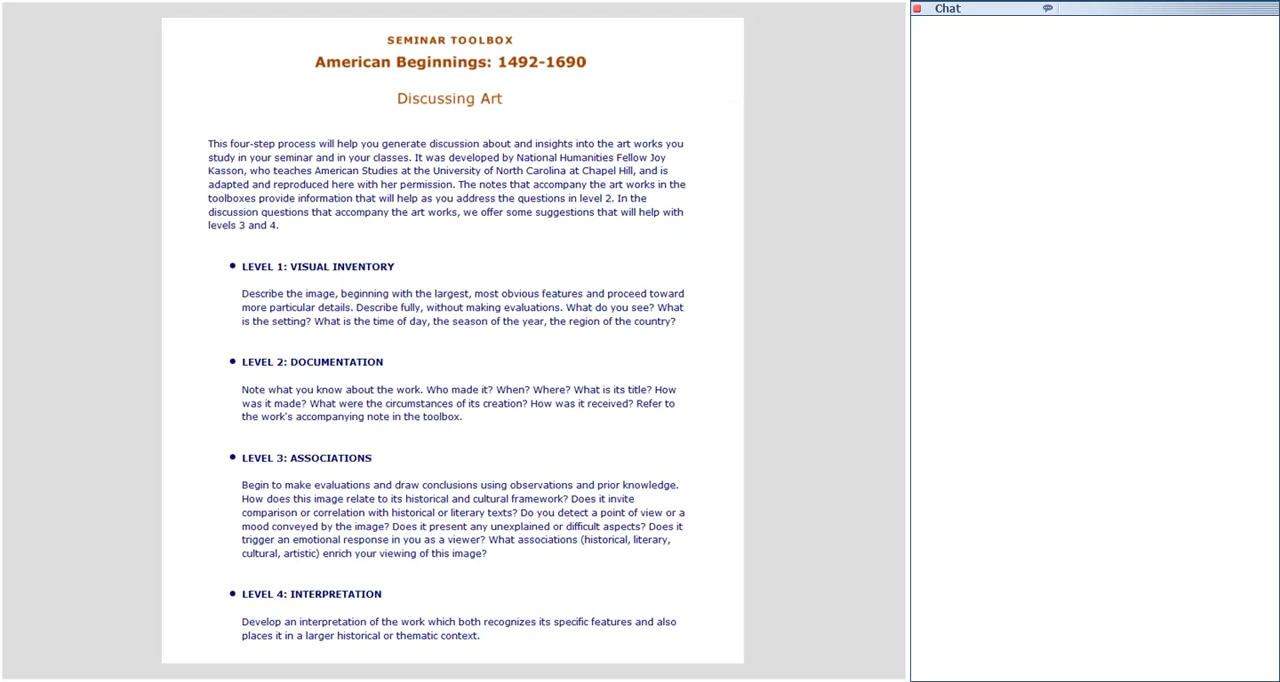 SEMINAR TOOLBOX
American Beginnings: 1492-1690
Discussing Art
This four-step process will help you generate discussion about and insights into the art works you
study in your seminar and in your classes. It was developed by National Humanities Fellow Joy
Kasson, who teaches American Studies at the University of North Carolina at Chapel Hill, and is
adapted and reproduced here with her permission. The notes that accompany the art works in the
toolboxes provide information that will help as you address the questions in level 2. In the
discussion questions that accompany the art works, we offer some suggestions that will help with
levels 3 and 4.
• LEVEL 1: VISUAL INVENTORY
Describe the image, beginning with the largest, most obvious features and proceed toward
more particular details. Describe fully, without making evaluations. What do you see? What
is the setting? What is the time of day, the season of the year, the region of the country?
• LEVEL 2: DOCUMENTATION
Note what you know about the work. Who made it? When? Where? What is its title? How
was it made? What were the circumstances of its creation? How was it received? Refer to
the work's accompanying note in the toolbox.
• LEVEL 3: ASSOCIATIONS
Begin to make evaluations and draw conclusions using observations and prior knowledge.
How does this image relate to its historical and cultural framework? Does it invite
comparison or correlation with historical or literary texts? Do you detect a point of view or a
mood conveyed by the image? Does it present any unexplained or difficult aspects? Does it
trigger an emotional response in you as a viewer? What associations (historical, literary,
cultural, artistic) enrich your viewing of this image?
• LEVEL 4: INTERPRETATION
Develop an interpretation of the work which both recognizes its specific features and also
places it in a larger historical or thematic context.
Chat